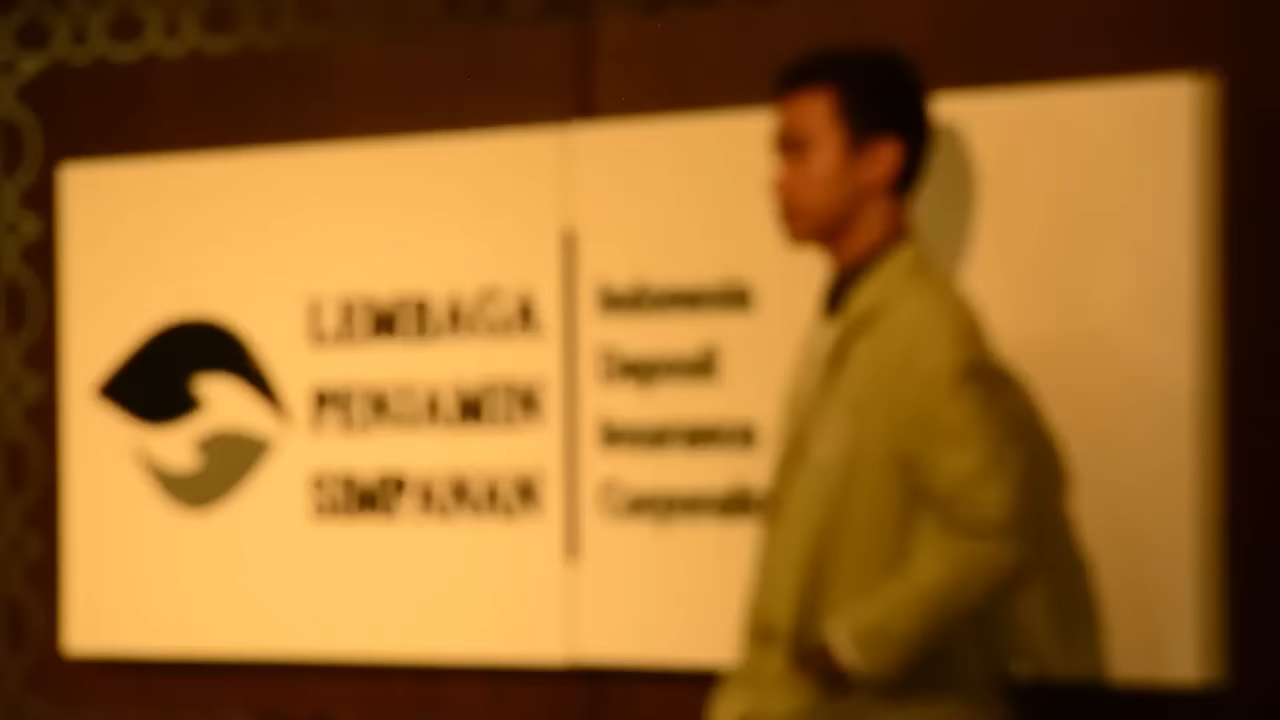 LEMBAGA
PENJAMIN
SIMPANAN
Indonesia
Deposit
Insurance